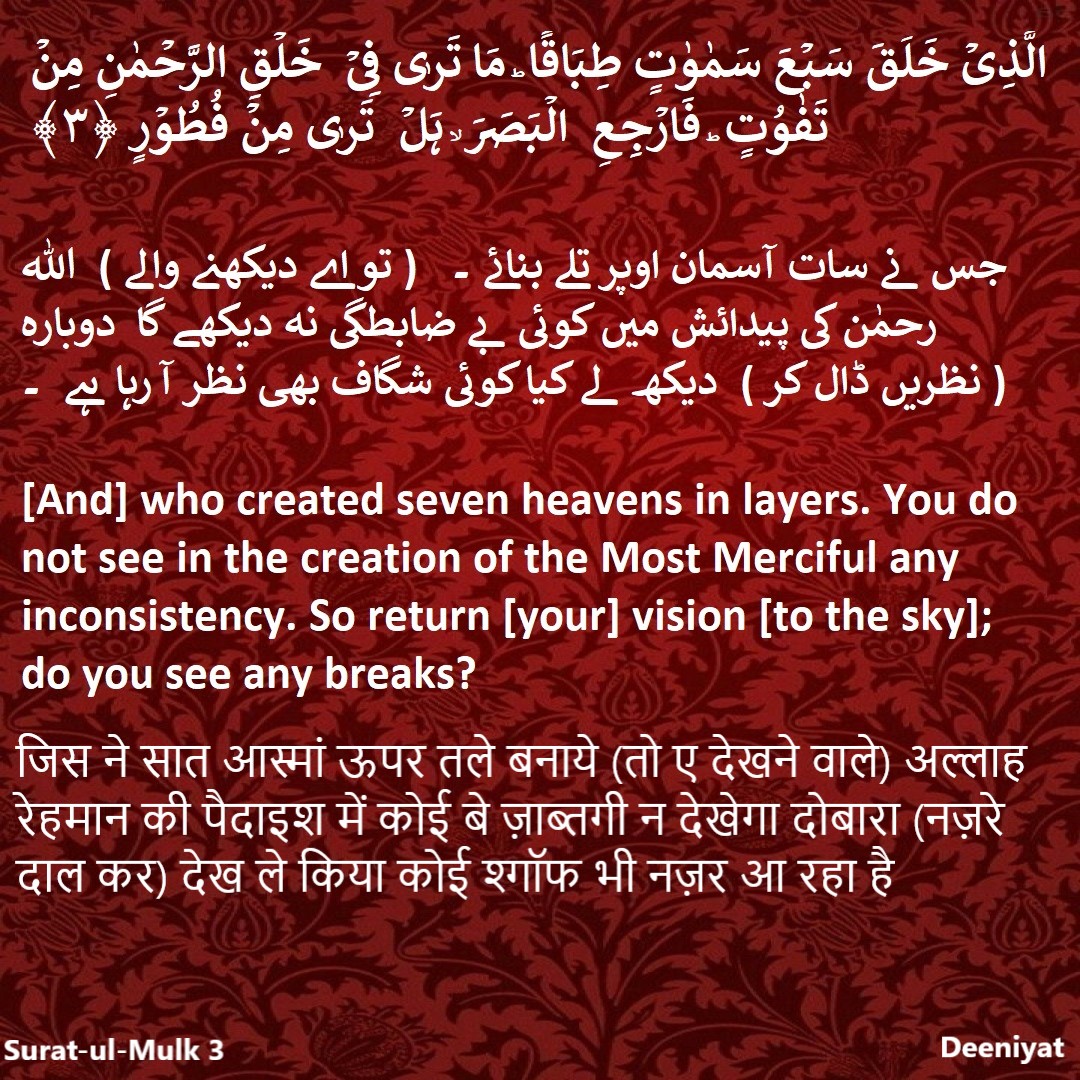 الَّذِیۡ خَلَقَ سَبۡعَ سَمٰوٰتٍ طِبَاقًا ؕ مَا تَرٰی فِیۡ خَلۡقِ الرَّحۡمٰنِ مِنۡ
تَفٰوُتٍ ؕ فَارۡجِعِ الۡبَصَرَ ۙ ہَلۡ تَرٰی مِنۡ فُطُوۡرٍ ﴿۳﴾
جس نے سات آسمان اوپر تلے بنائے ۔ ( تو اے دیکھنے والے ) اللہ
رحمٰن کی پیدائش میں کوئی بے ضابطگی نہ دیکھے گا دوبارہ
( نظریں ڈال کر ) دیکھ لے کیا کوئی شگاف بھی نظر آ رہا ہے ۔
[And] who created seven heavens in layers. You do
not see in the creation of the Most Merciful any
inconsistency. So return [your] vision [to the sky];
do you see any breaks?
जिस ने सात आस्मां ऊपर तले बनाये (तो ए देखने वाले) अल्लाह
रेहमान की पैदाइश में कोई बे ज़ाब्तगी न देखेगा दोबारा (नज़रे
दाल कर) देख ले किया कोई श्गॉफ भी नज़र आ रहा है
Surat-ul-Mulk 3
Deeniyat